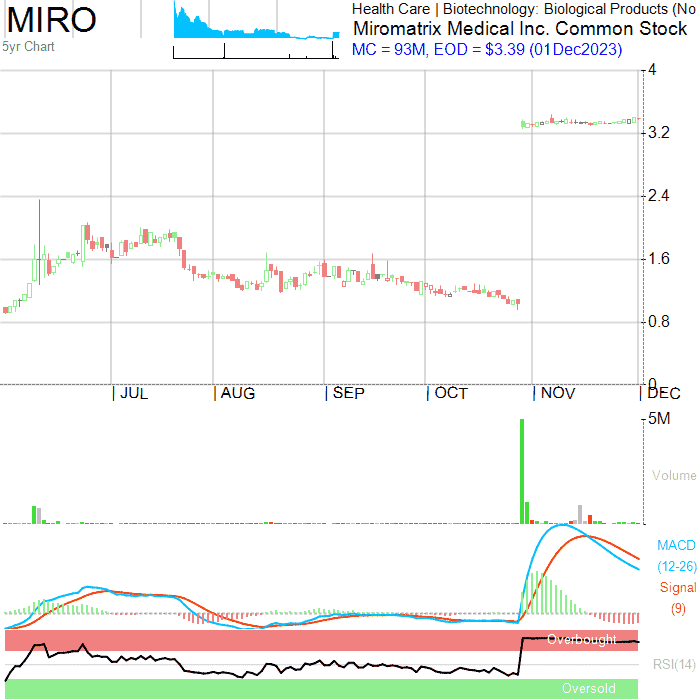 MIRO
5yr Chart
Health Care | Biotechnology: Biological Products (No
Miromatrix Medical Inc. Common Stock
MC = 93M, EOD = $3.39 (01Dec2023)
4
3.2
2.4
1.6
0.8
0
JUL
AUG
SEP
OCT
NOV
DEC
5M
Volume
MACD
(12-26)
Signal
(9)
Overbought
RSI(14)
Oversold